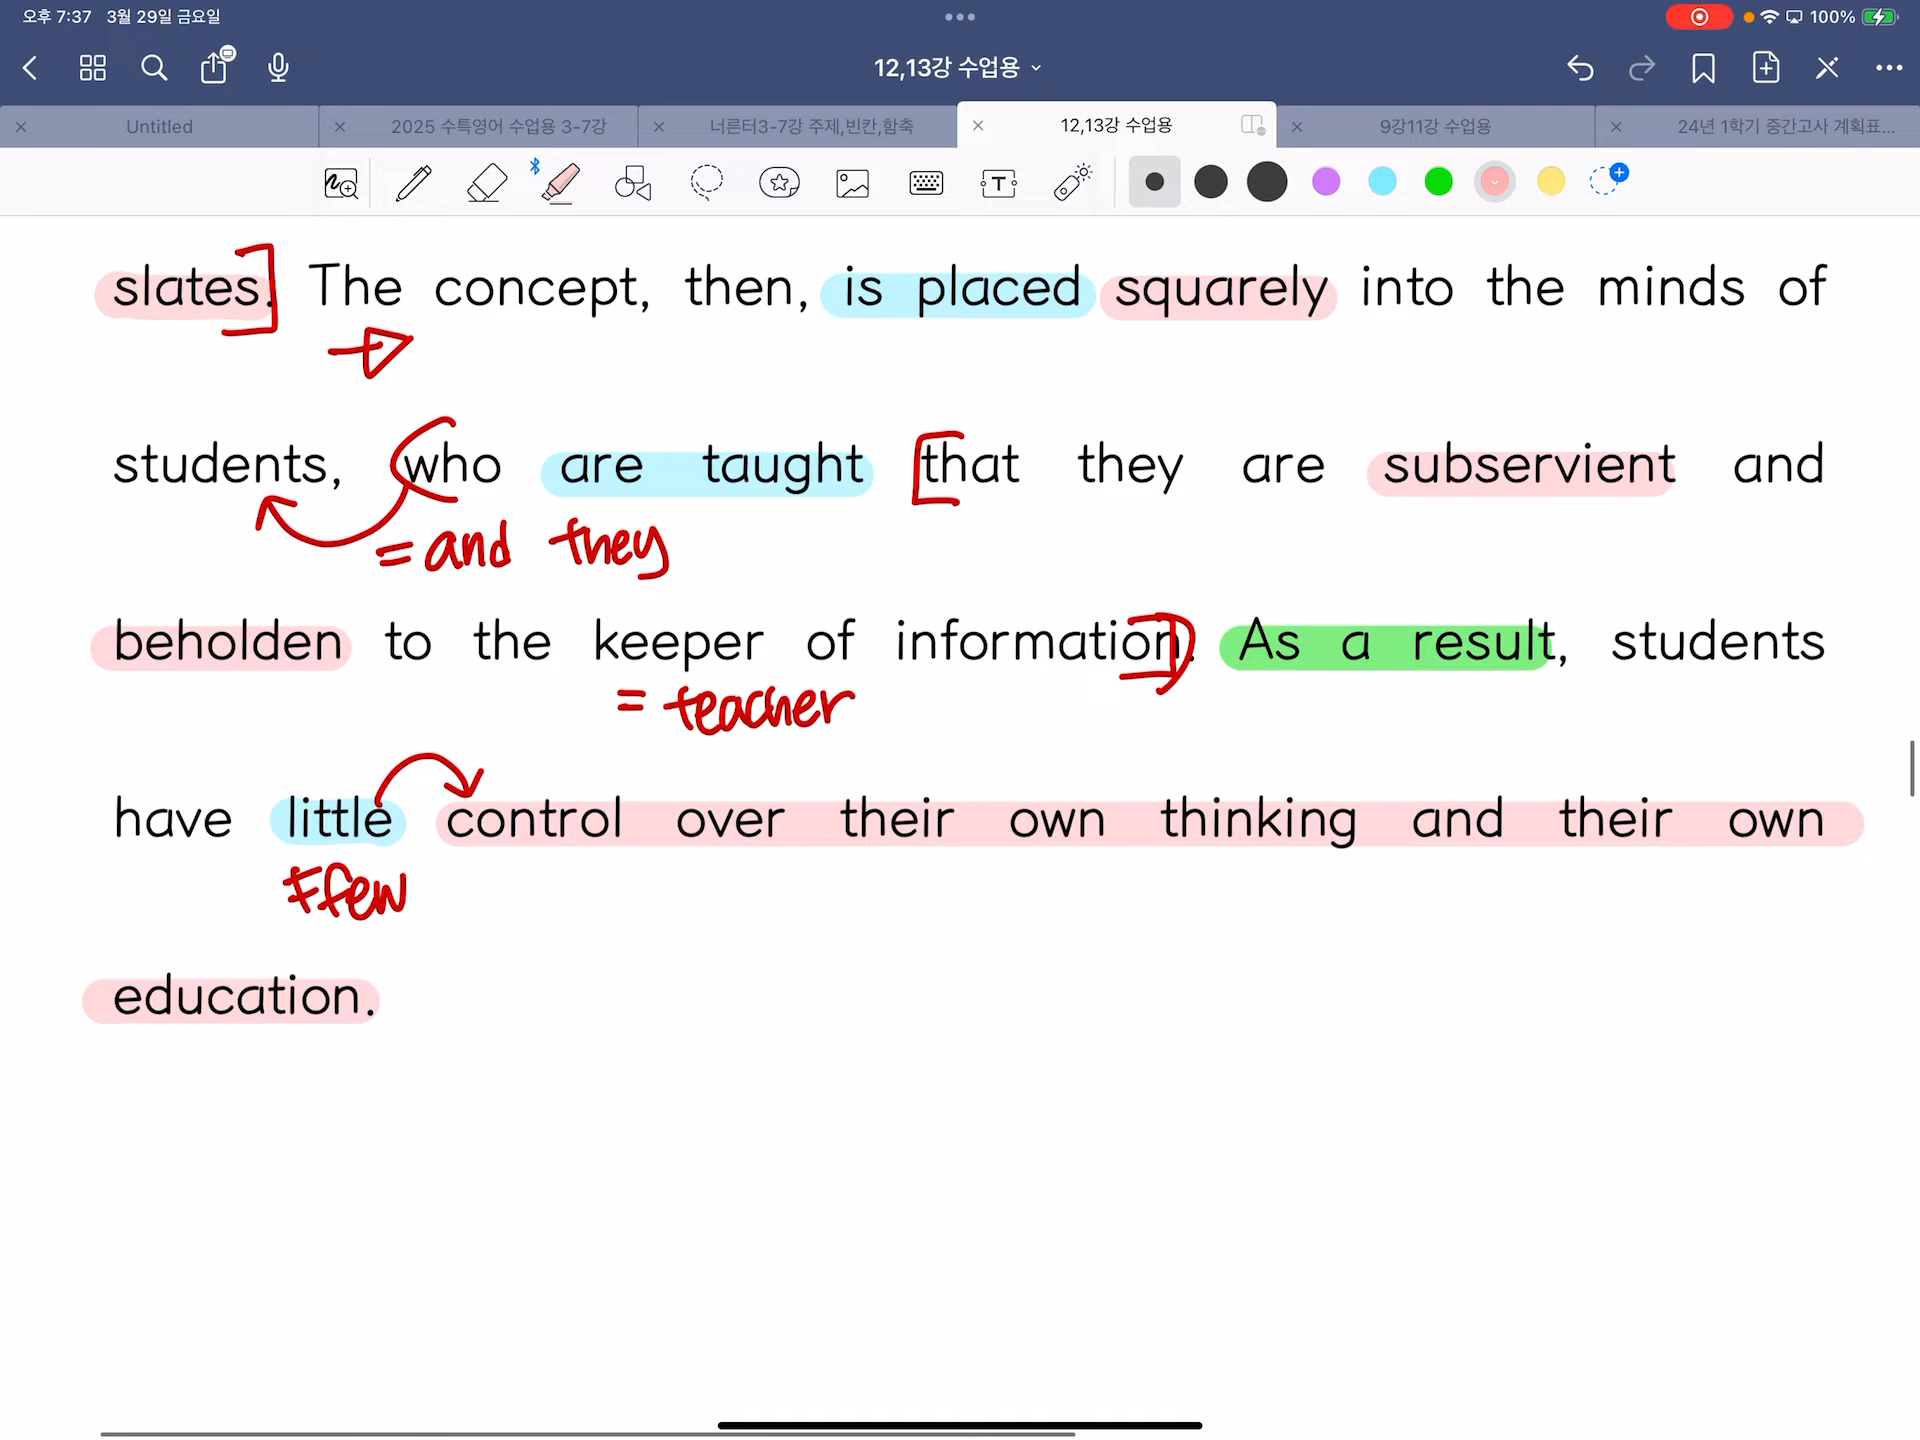 오후 7:37 3월 29일 금요일
100%
12,13강 수업용
Untitled
2025 수특영어 수업용 3-7강
너른터3-7강 주제,빈칸,함축
12,13강 수업용
9강11강 수업용
24년 1학기 중간고사 계획표...
slates.] The concept, then, is placed squarely into the minds of
students, (who are taught [that they are subservient and
= and they
beholden to the keeper of information]). As a result, students
= teacher
have little control over their own thinking and their own
≠few
education.